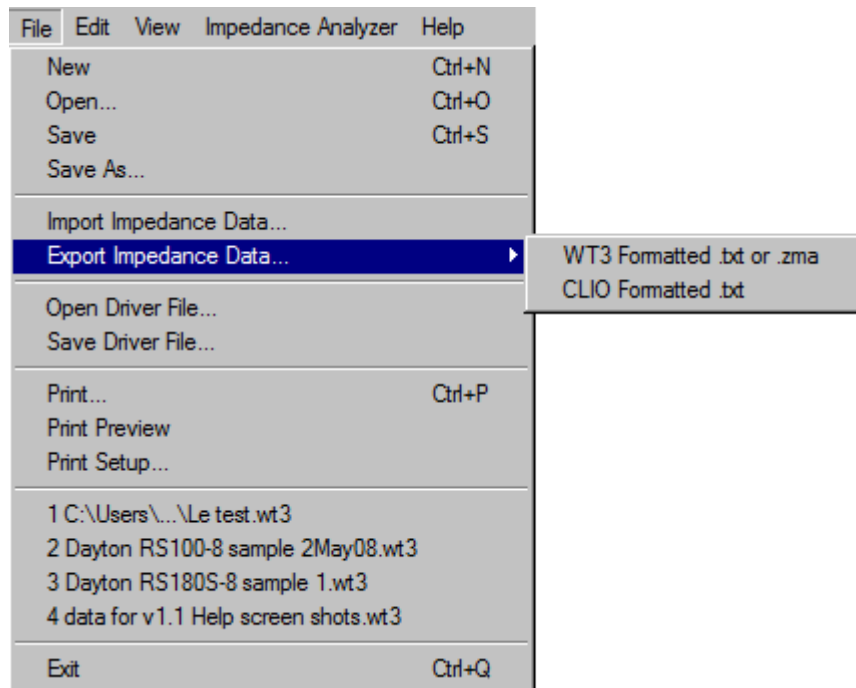 File Edit View Impedance Analyzer Help
New Ctrl+N
Open... Ctrl+O
Save Ctrl+S
Save As...
Import Impedance Data...
Export Impedance Data...
WT3 Formatted .txt or .zma
CLIO Formatted .txt
Open Driver File...
Save Driver File...
Print... Ctrl+P
Print Preview
Print Setup...
1 C:\Users\...\Le test.wt3
2 Dayton RS100-8 sample 2May08.wt3
3 Dayton RS180S-8 sample 1.wt3
4 data for v1.1 Help screen shots.wt3
Exit Ctrl+Q